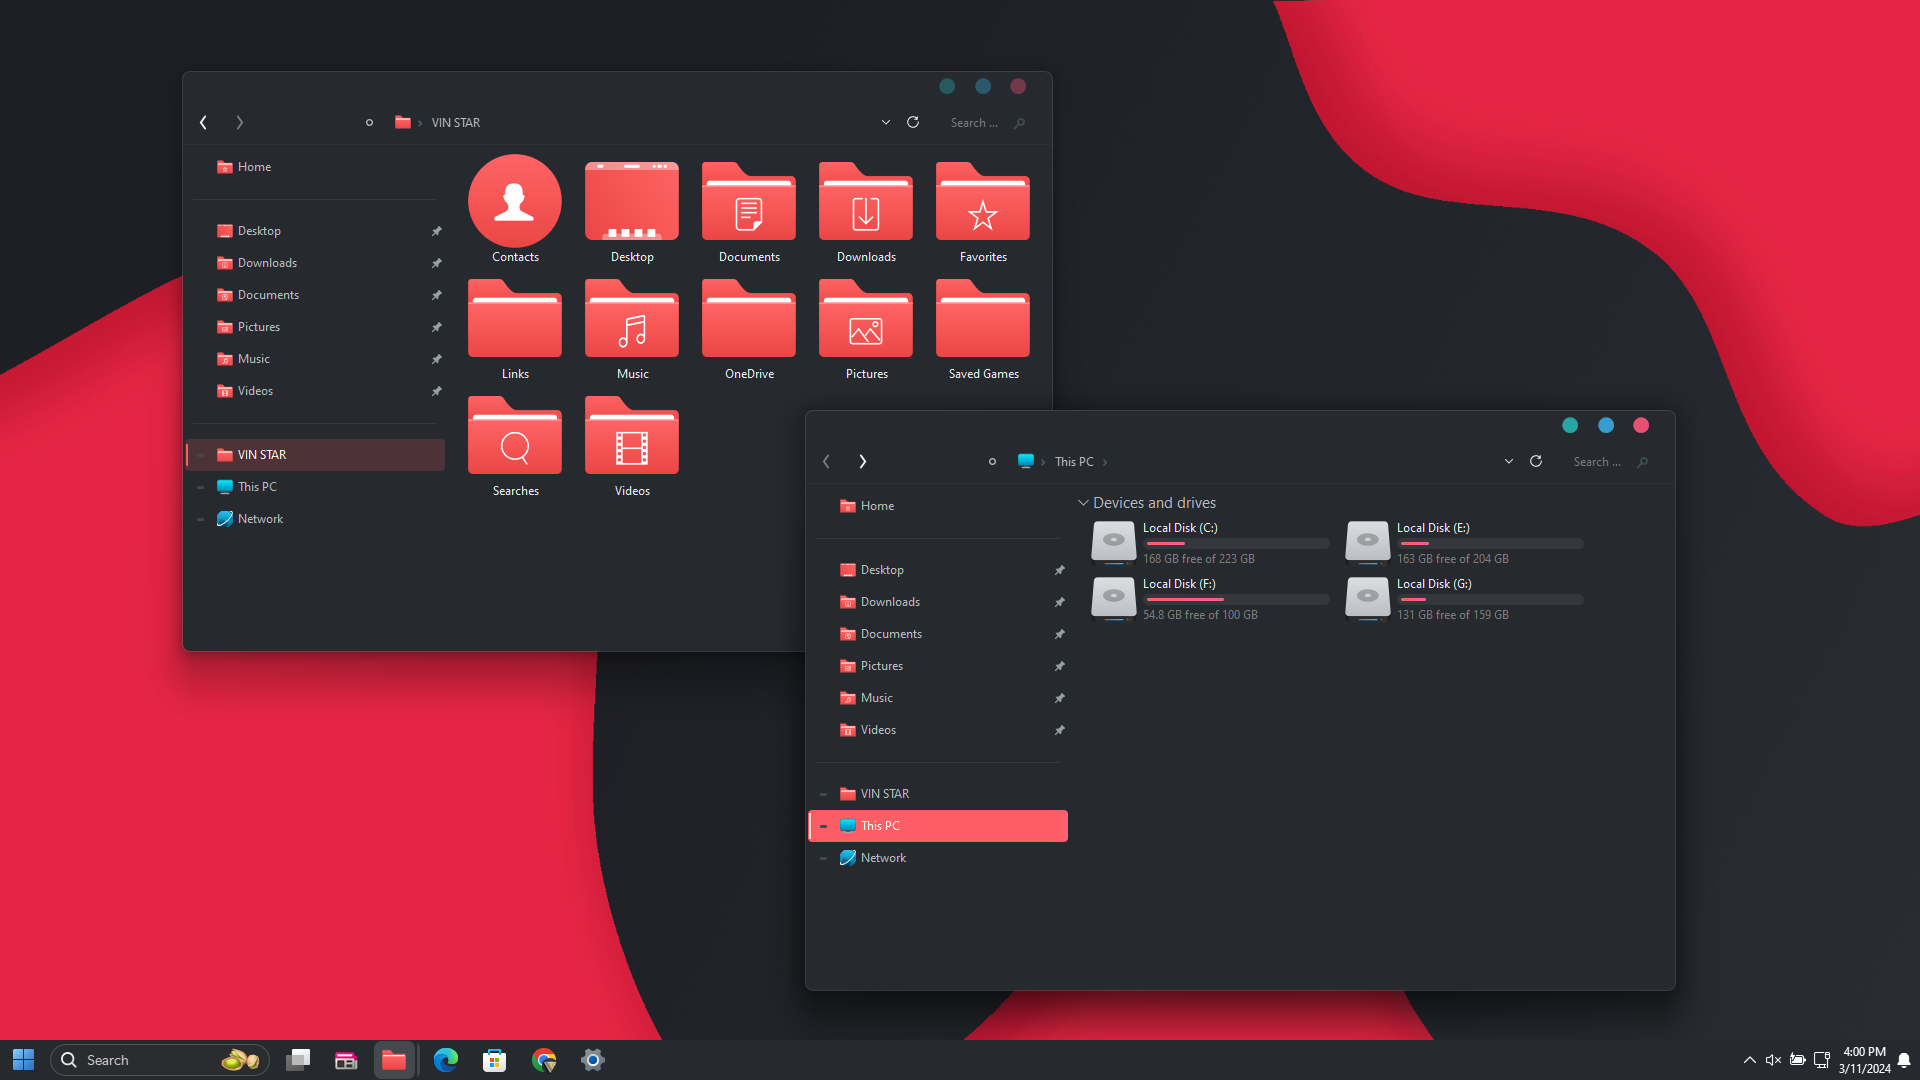 VIN STAR
Search ...
Home
Desktop
Downloads
Documents
Pictures
Music
Videos
VIN STAR
This PC
Network
Contacts
Desktop
Documents
Downloads
Favorites
Links
Music
OneDrive
Pictures
Saved Games
Searches
Videos
This PC
Search ...
Home
Desktop
Downloads
Documents
Pictures
Music
Videos
VIN STAR
This PC
Network
Devices and drives
Local Disk (C:)
168 GB free of 223 GB
Local Disk (E:)
163 GB free of 204 GB
Local Disk (F:)
54.8 GB free of 100 GB
Local Disk (G:)
131 GB free of 159 GB
Search
4:00 PM
3/11/2024